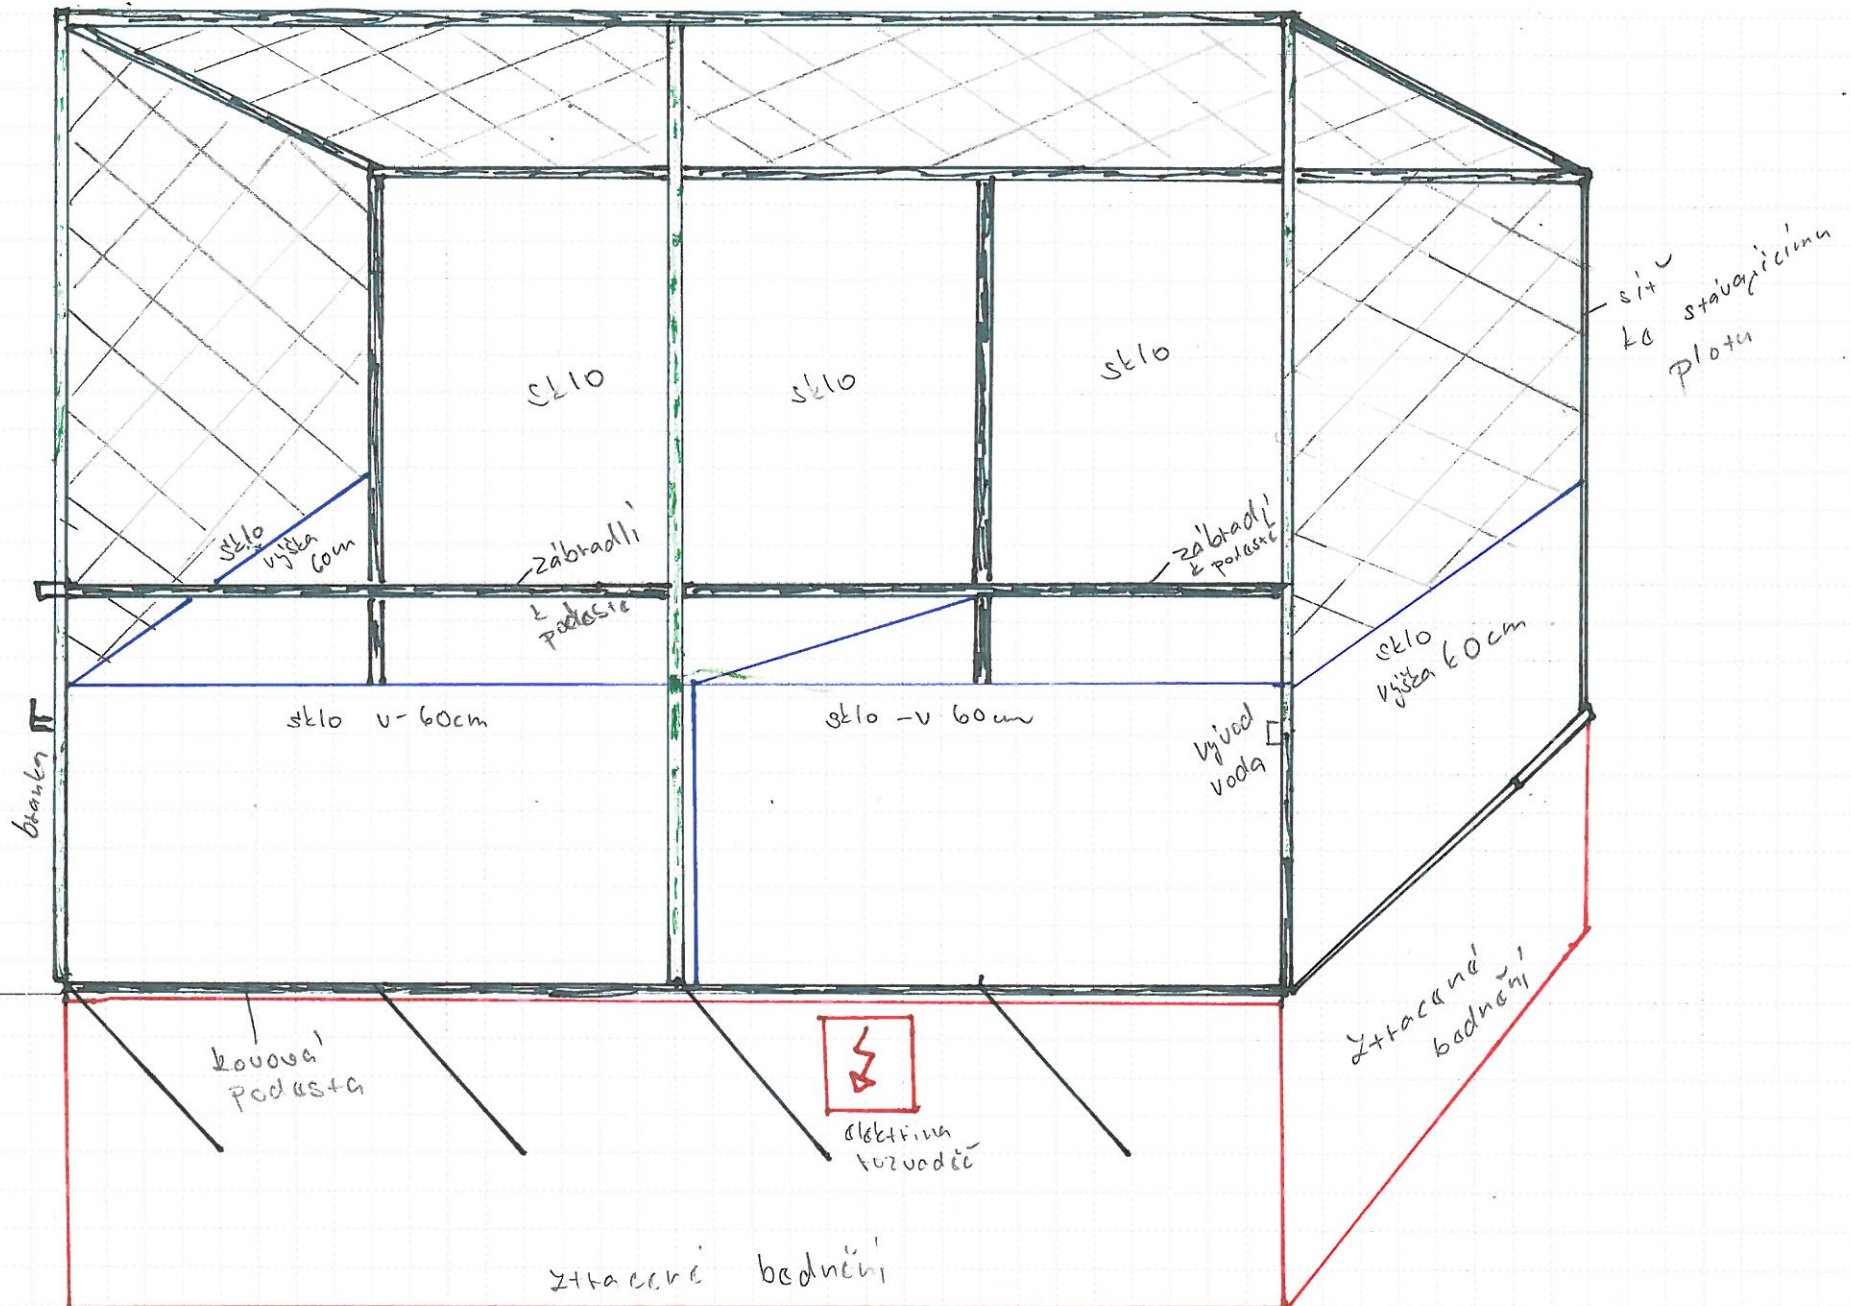 síť
ke stávajícímu
plotu
sklo
sklo
sklo
sklo
výška
60cm
zábradlí
k
podestě
zábradlí
k podestě
sklo
výška 60cm
sklo v-60cm
sklo -v 60cm
vývod
voda
branka
kovová
podesta
elektřina
rozvaděč
ztracené
bednění
ztracené bednění